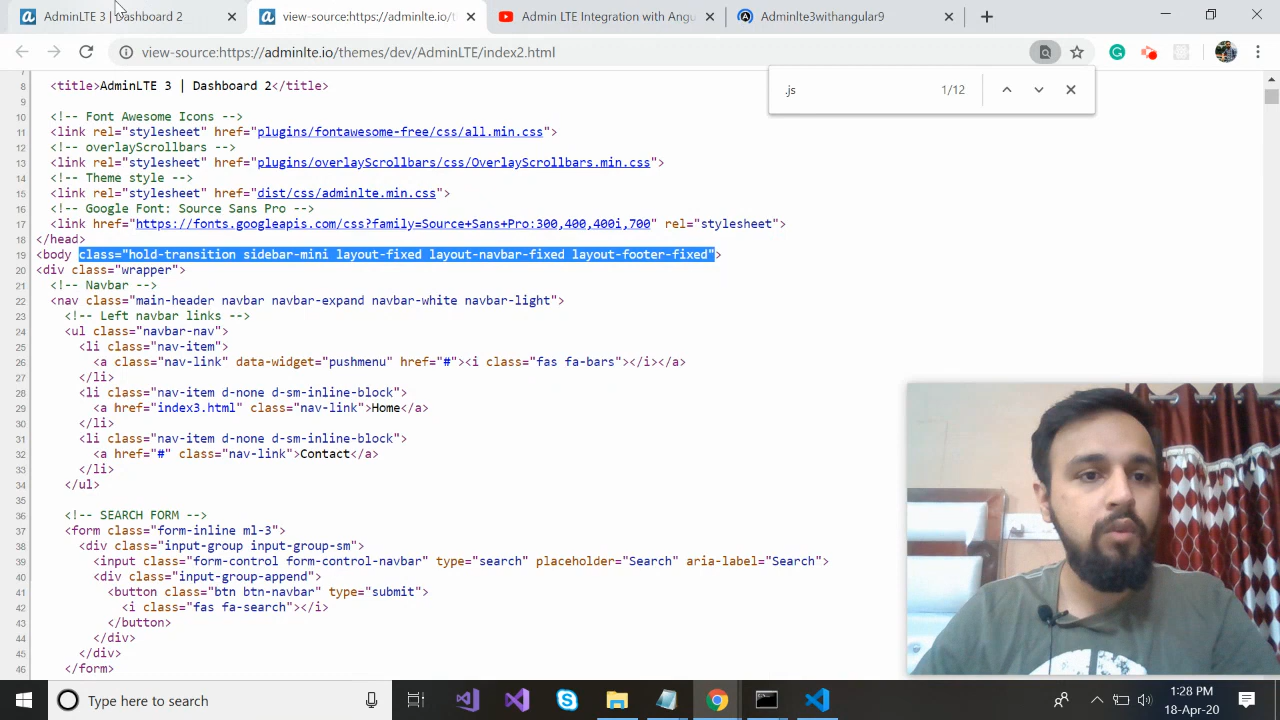 AdminLTE 3 | Dashboard 2
view-source:https://adminlte.io/t
Admin LTE Integration with Angu
Adminlte3withangular9
view-source:https://adminlte.io/themes/dev/AdminLTE/index2.html
.js 1/12
7
8 <title>AdminLTE 3 | Dashboard 2</title>
9
10 <!-- Font Awesome Icons -->
11 <link rel="stylesheet" href="plugins/fontawesome-free/css/all.min.css">
12 <!-- overlayScrollbars -->
13 <link rel="stylesheet" href="plugins/overlayScrollbars/css/OverlayScrollbars.min.css">
14 <!-- Theme style -->
15 <link rel="stylesheet" href="dist/css/adminlte.min.css">
16 <!-- Google Font: Source Sans Pro -->
17 <link href="https://fonts.googleapis.com/css?family=Source+Sans+Pro:300,400,400i,700" rel="stylesheet">
18 </head>
19 <body class="hold-transition sidebar-mini layout-fixed layout-navbar-fixed layout-footer-fixed">
20 <div class="wrapper">
21 <!-- Navbar -->
22 <nav class="main-header navbar navbar-expand navbar-white navbar-light">
23 <!-- Left navbar links -->
24 <ul class="navbar-nav">
25 <li class="nav-item">
26 <a class="nav-link" data-widget="pushmenu" href="#"><i class="fas fa-bars"></i></a>
27 </li>
28 <li class="nav-item d-none d-sm-inline-block">
29 <a href="index3.html" class="nav-link">Home</a>
30 </li>
31 <li class="nav-item d-none d-sm-inline-block">
32 <a href="#" class="nav-link">Contact</a>
33 </li>
34 </ul>
35
36 <!-- SEARCH FORM -->
37 <form class="form-inline ml-3">
38 <div class="input-group input-group-sm">
39 <input class="form-control form-control-navbar" type="search" placeholder="Search" aria-label="Search">
40 <div class="input-group-append">
41 <button class="btn btn-navbar" type="submit">
42 <i class="fas fa-search"></i>
43 </button>
44 </div>
45 </div>
46 </form>
Type here to search
1:28 PM
18-Apr-20